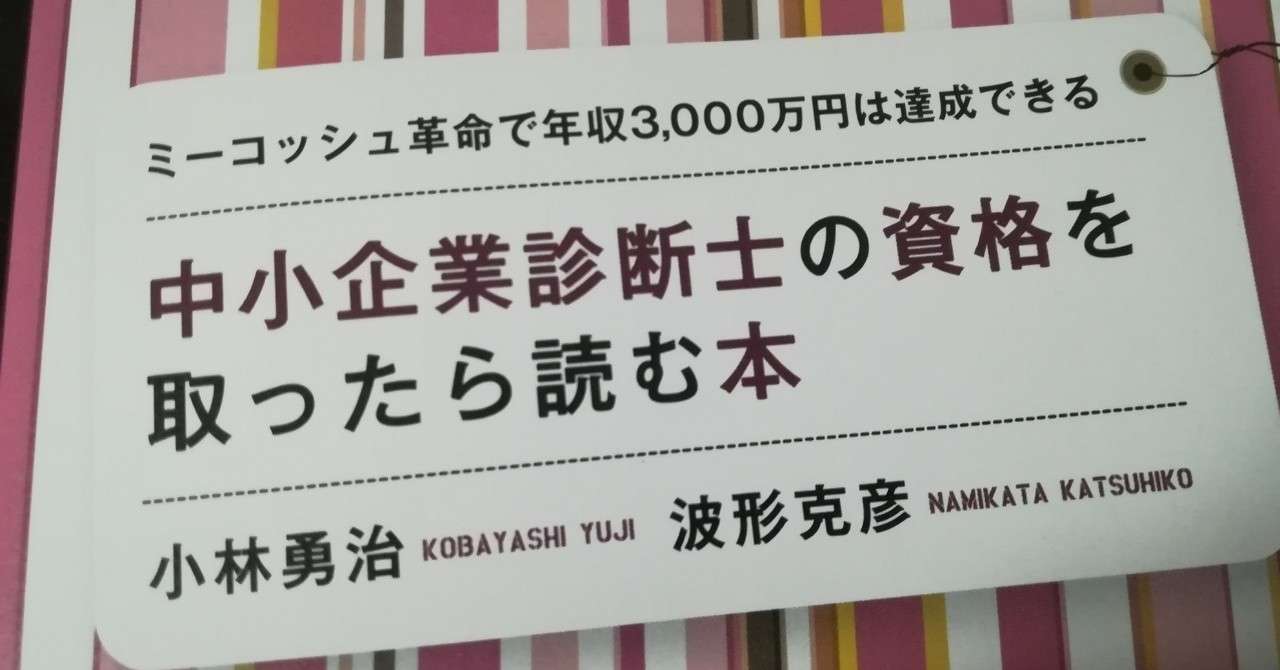 ミーコッシュ革命で年収3,000万円は達成できる
中小企業診断士の資格を
取ったら読む本
小林勇治 KOBAYASHI YUJI 波形克彦 NAMIKATA KATSUHIKO